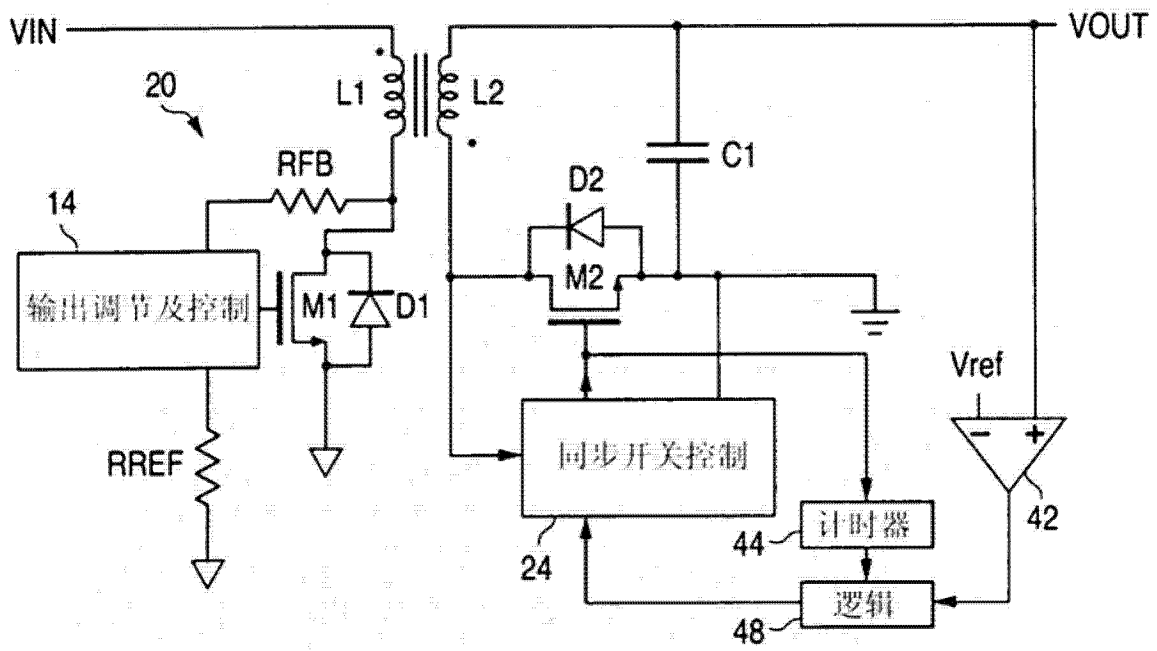 VIN
VOUT
20
L1
L2
C1
RFB
D2
14
M2
输出调节及控制
M1
D1
Vref
- +
RREF
同步开关控制
42
44
计时器
24
48
逻辑